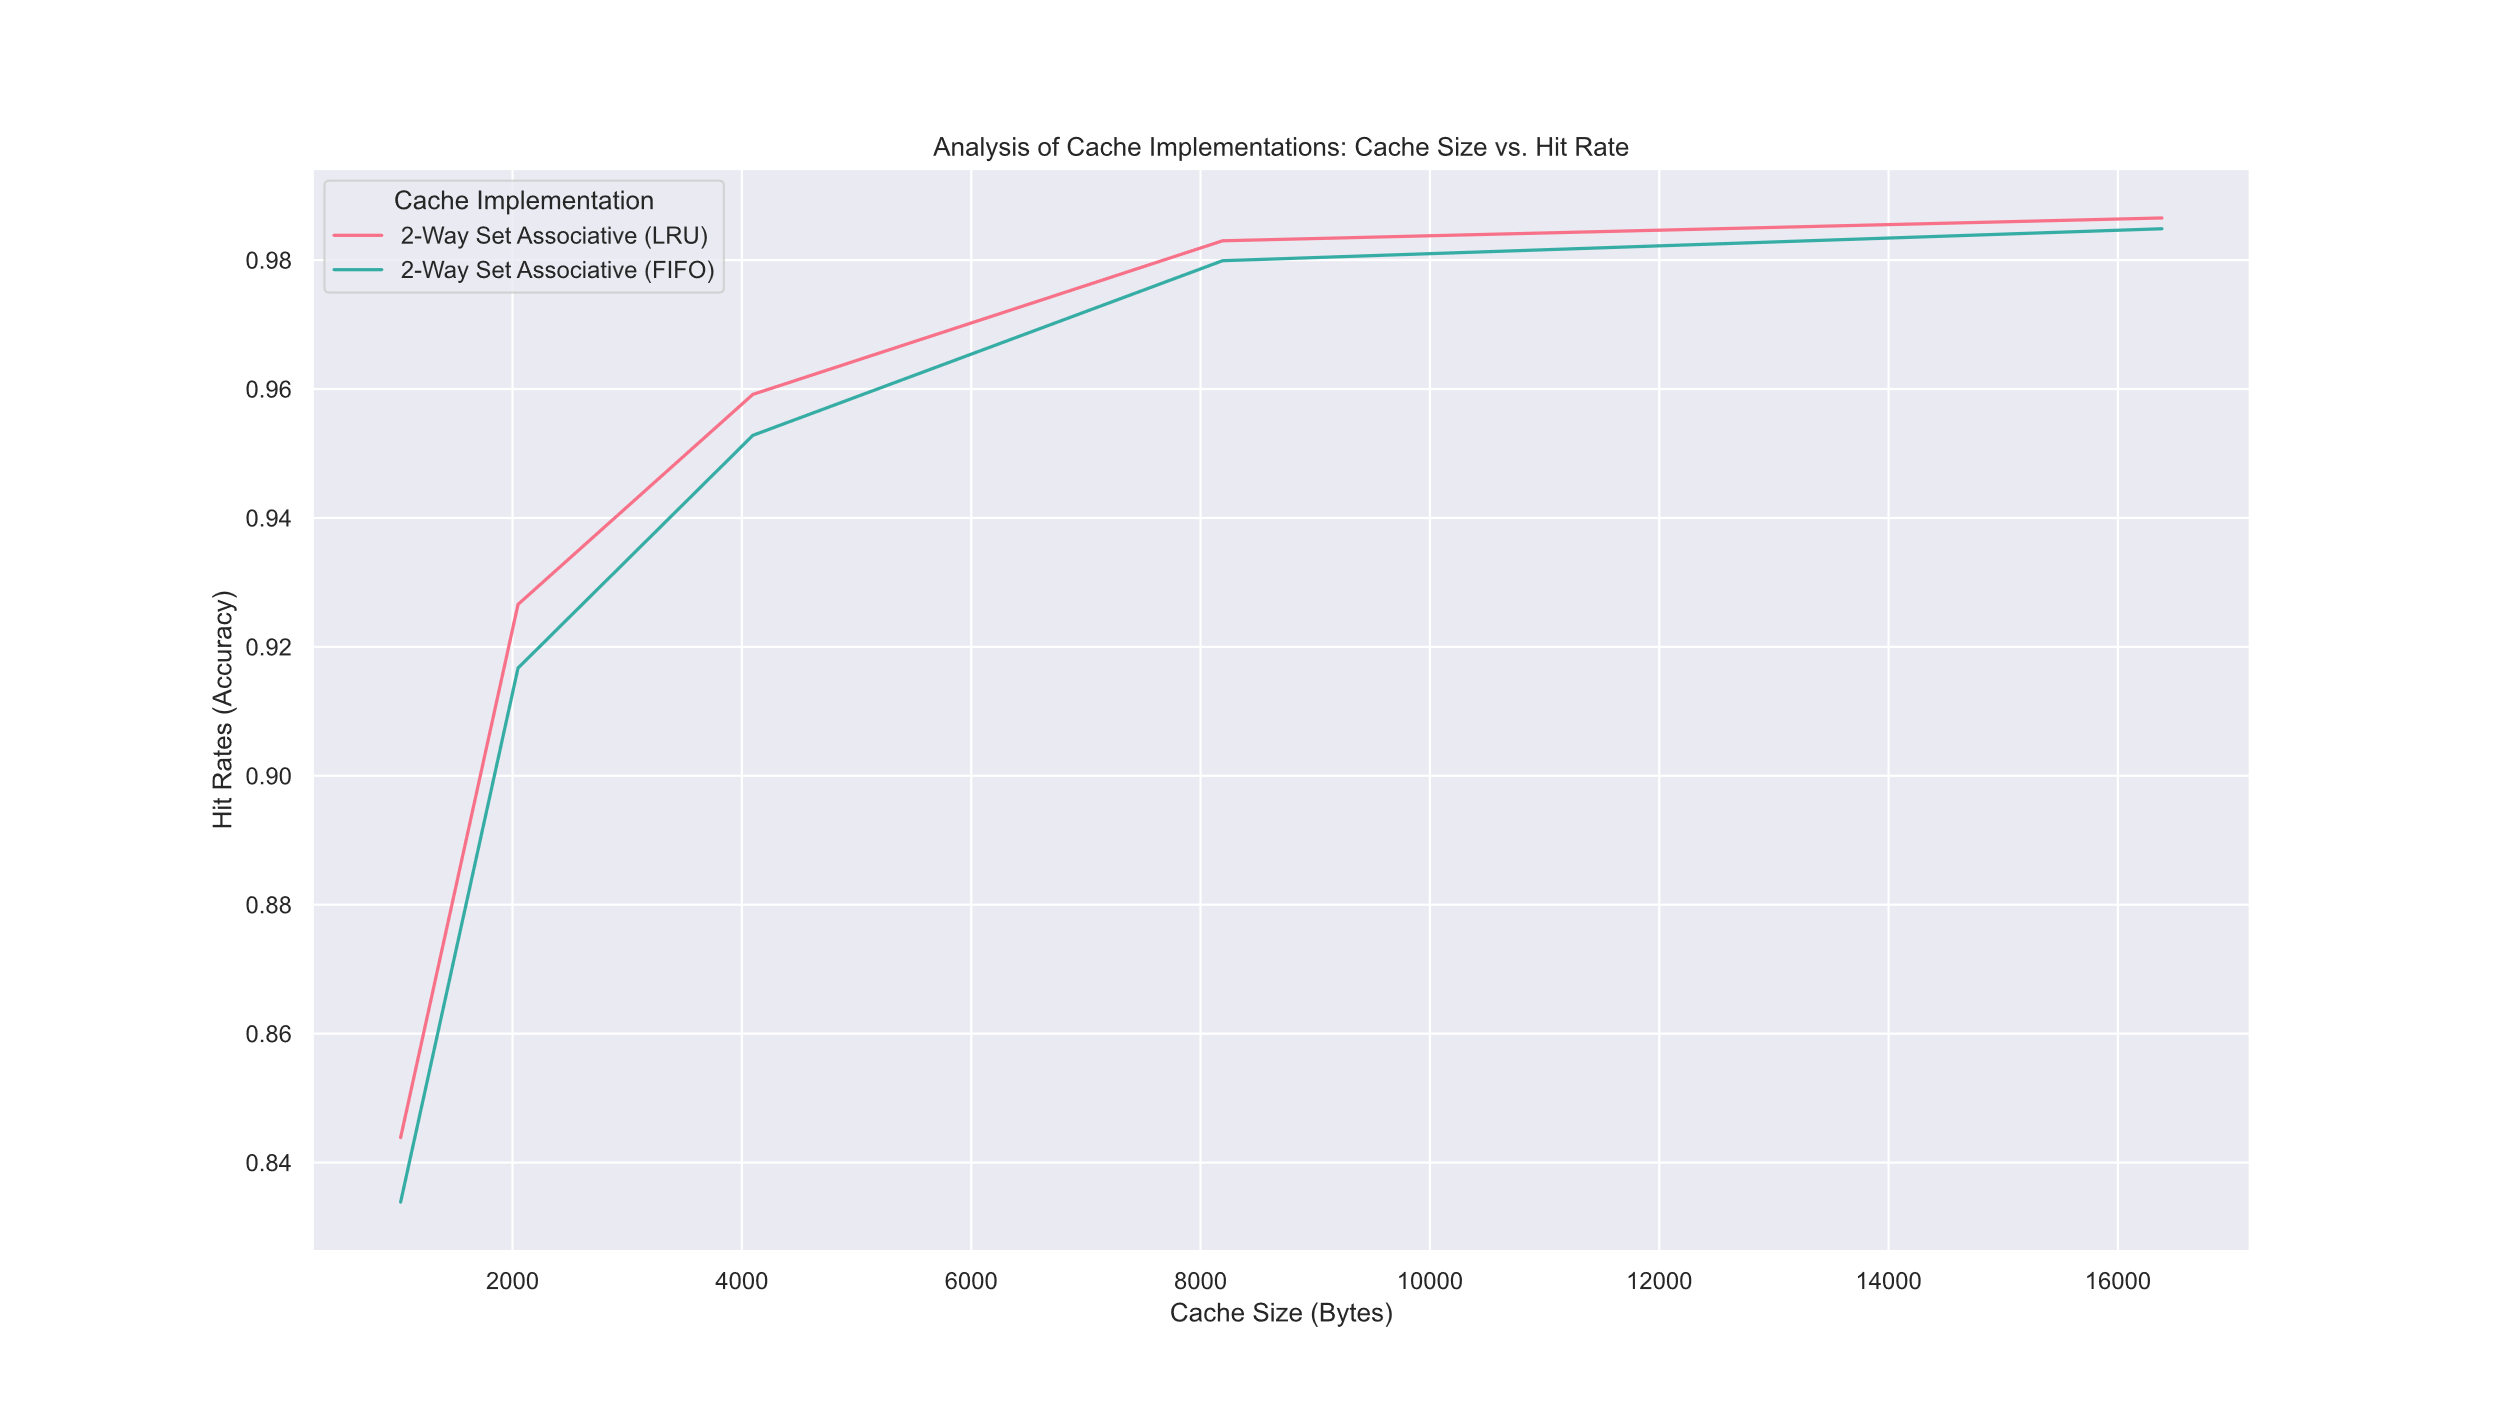 Analysis of Cache Implementations: Cache Size vs. Hit Rate
Cache Implementation
2-Way Set Associative (LRU)
2-Way Set Associative (FIFO)
Hit Rates (Accuracy)
0.98
0.96
0.94
0.92
0.90
0.88
0.86
0.84
2000 4000 6000 8000 10000 12000 14000 16000
Cache Size (Bytes)